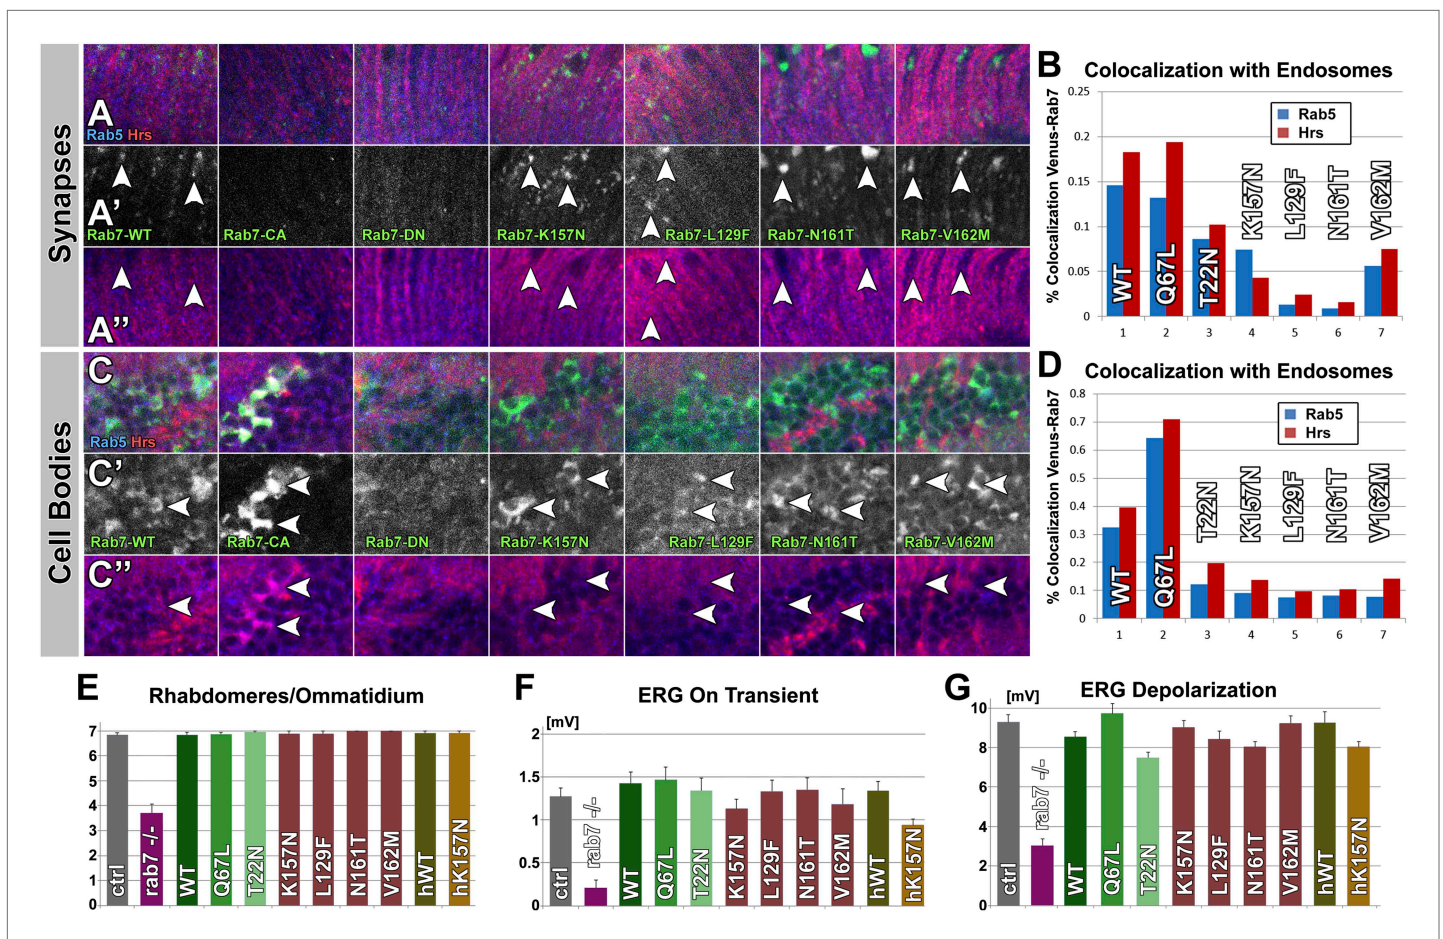 Synapses
A
Rab5 Hrs
A’
Rab7-WT Rab7-CA Rab7-DN Rab7-K157N Rab7-L129F Rab7-N161T Rab7-V162M
A”
Cell Bodies
C
Rab5 Hrs
C’
Rab7-WT Rab7-CA Rab7-DN Rab7-K157N Rab7-L129F Rab7-N161T Rab7-V162M
C”
B Colocalization with Endosomes
% Colocalization Venus-Rab7
0.25
0.2
0.15
0.1
0.05
0
Rab5
Hrs
WT
Q67L
T22N
K157N
L129F
N161T
V162M
1 2 3 4 5 6 7
D Colocalization with Endosomes
% Colocalization Venus-Rab7
0.8
0.7
0.6
0.5
0.4
0.3
0.2
0.1
0
Rab5
Hrs
WT
Q67L
T22N
K157N
L129F
N161T
V162M
1 2 3 4 5 6 7
E Rhabdomeres/Ommatidium
7
6
5
4
3
2
1
0
ctrl
rab7 -/-
WT
Q67L
T22N
K157N
L129F
N161T
V162M
hWT
hK157N
F ERG On Transient
[mV]
2
1.5
1
0.5
0
ctrl
rab7 -/-
WT
Q67L
T22N
K157N
L129F
N161T
V162M
hWT
hK157N
G ERG Depolarization
[mV]
10
8
6
4
2
0
ctrl
rab7 -/-
WT
Q67L
T22N
K157N
L129F
N161T
V162M
hWT
hK157N